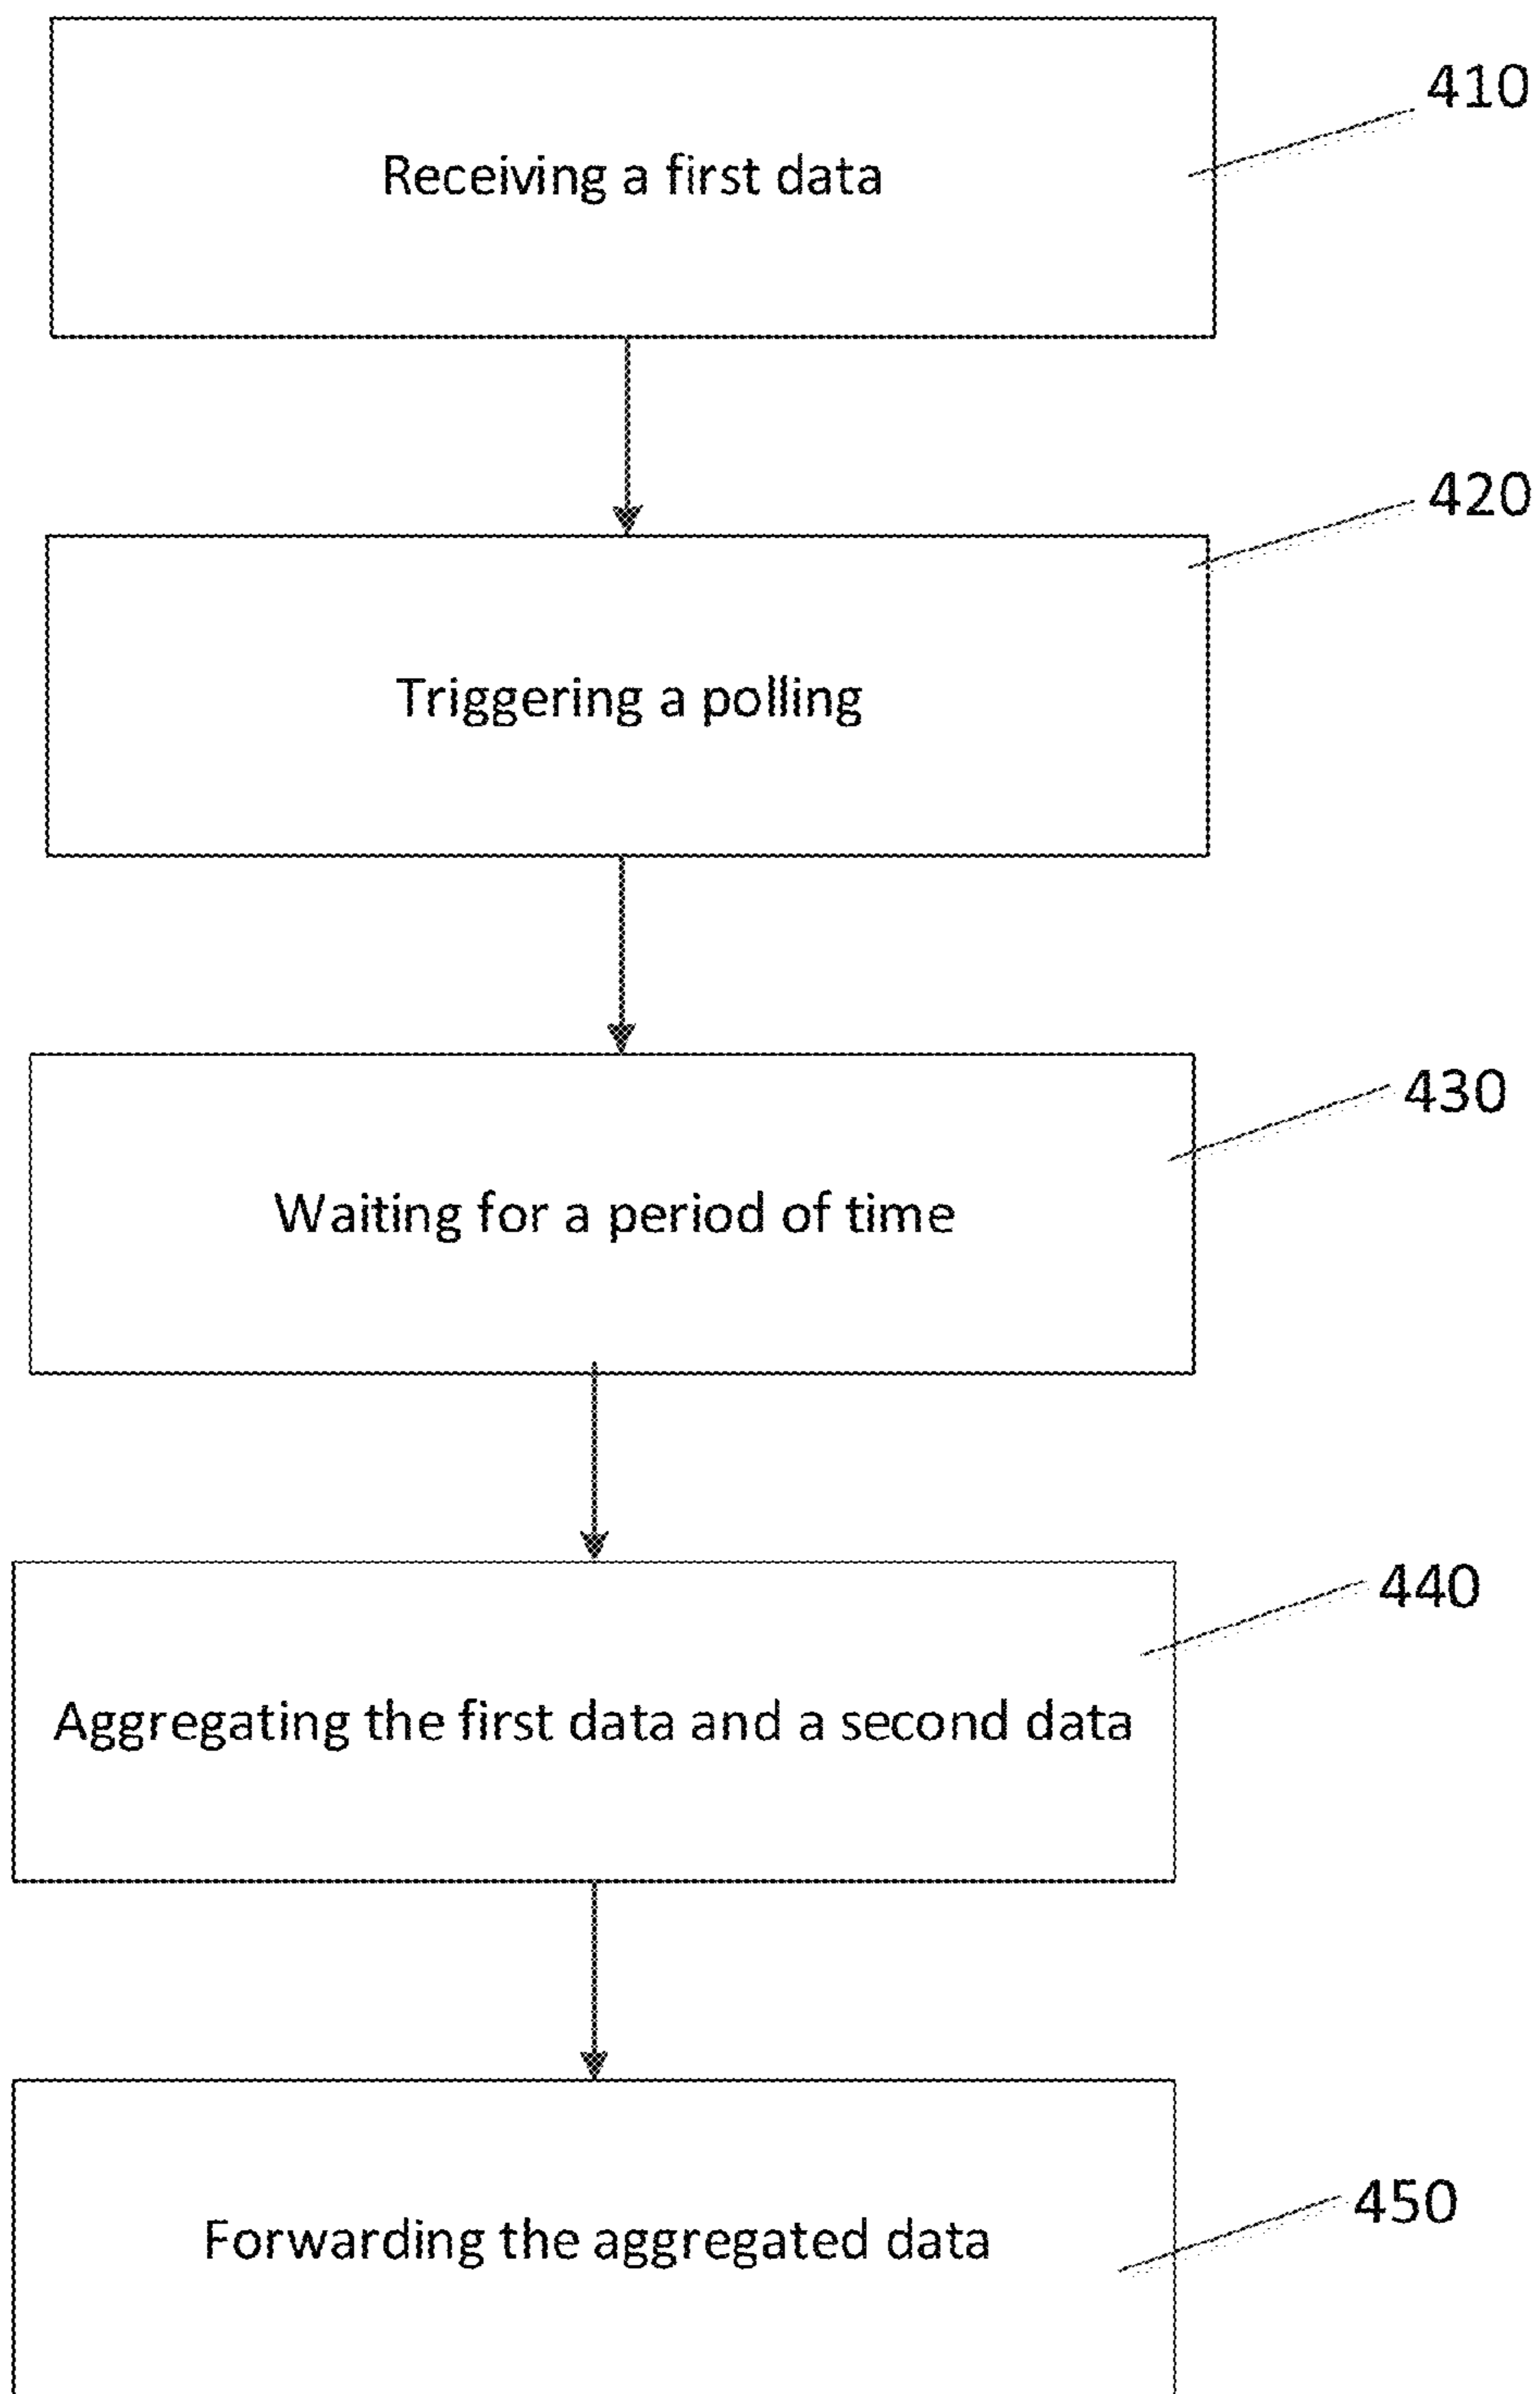 410
Receiving a first data
420
Triggering a polling
430
Waiting for a period of time
440
Aggregating the first data and a second data
450
Forwarding the aggregated data